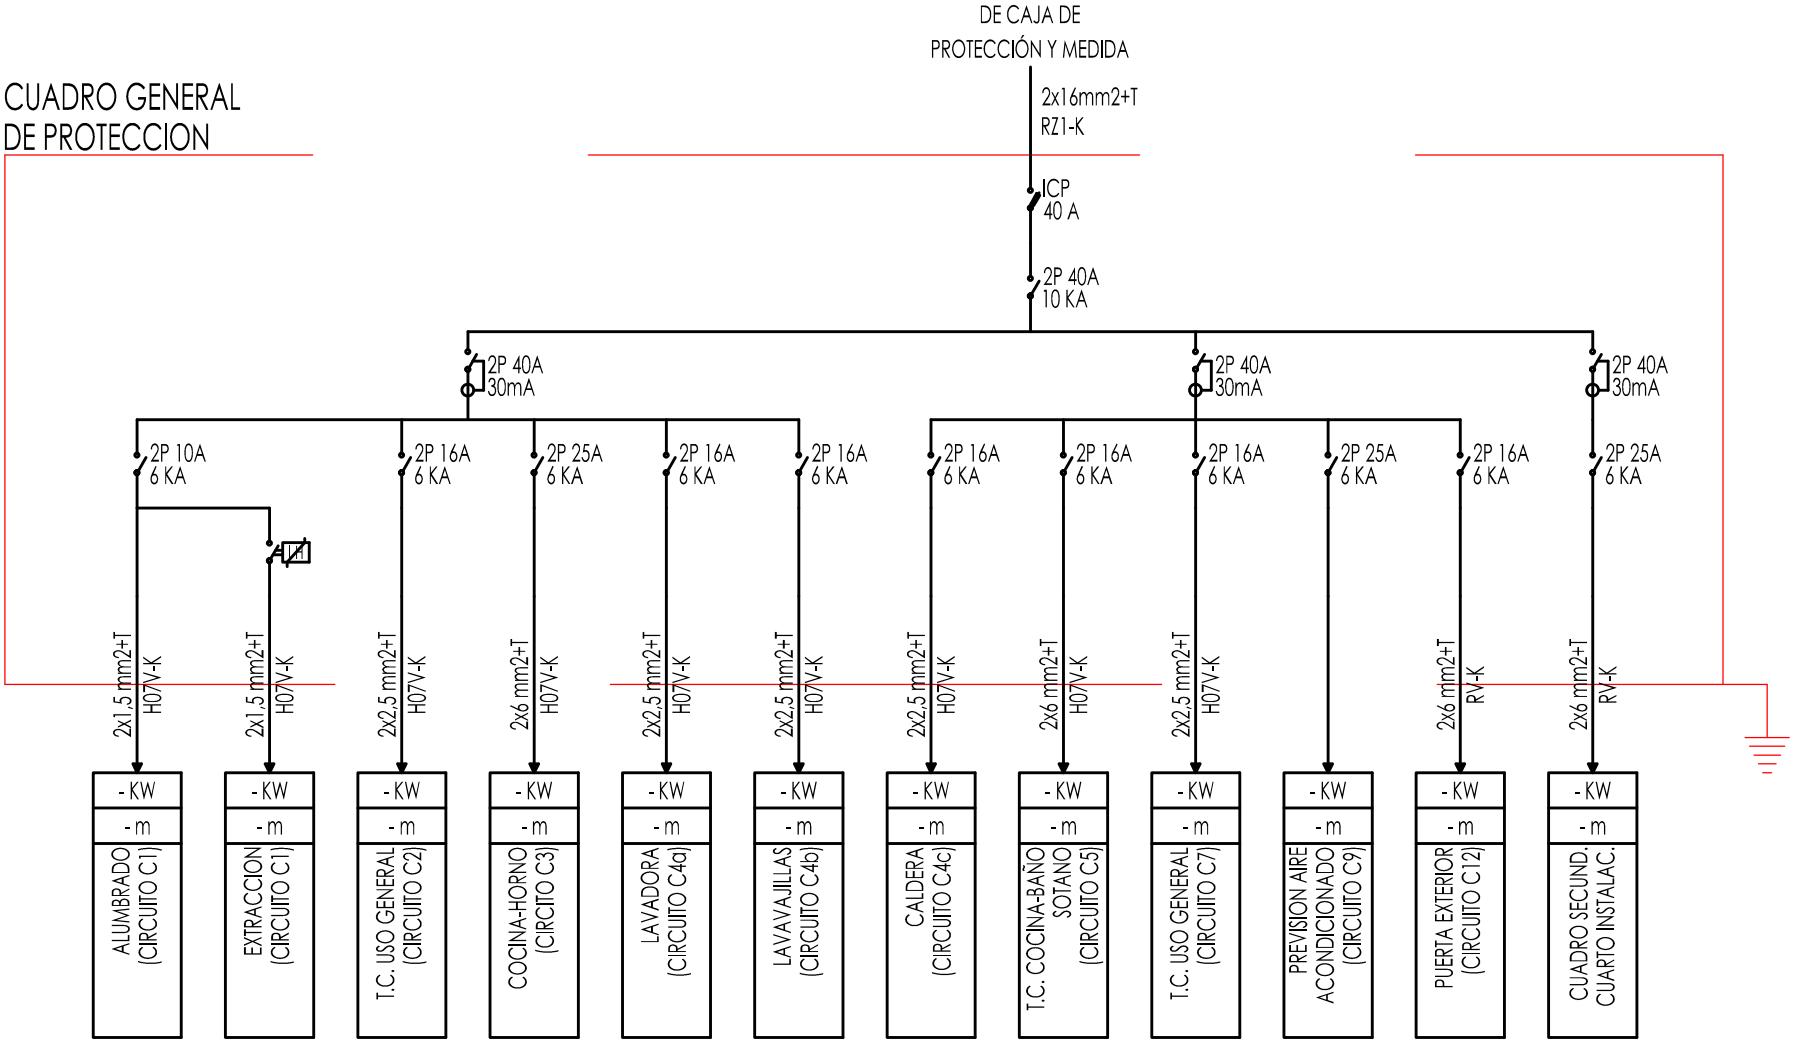 DE CAJA DE
PROTECCIÓN Y MEDIDA
CUADRO GENERAL
DE PROTECCION
2x16mm2+T
RZ1-K
ICP
40 A
2P 40A
10 KA
2P 40A
30mA
2P 40A
30mA
2P 40A
30mA
2P 10A
6 KA
2P 16A
6 KA
2P 25A
6 KA
2P 16A
6 KA
2P 16A
6 KA
2P 16A
6 KA
2P 16A
6 KA
2P 16A
6 KA
2P 25A
6 KA
2P 16A
6 KA
2P 25A
6 KA
2x1,5 mm2+T
H07V-K
2x1,5 mm2+T
H07V-K
2x2,5 mm2+T
H07V-K
2x6 mm2+T
H07V-K
2x2,5 mm2+T
H07V-K
2x2,5 mm2+T
H07V-K
2x2,5 mm2+T
H07V-K
2x6 mm2+T
H07V-K
2x2,5 mm2+T
H07V-K
2x6 mm2+T
RV-K
2x6 mm2+T
RV-K
- KW
- m
ALUMBRADO
(CIRCUITO C1)
- KW
- m
EXTRACCION
(CIRCUITO C1)
- KW
- m
T.C. USO GENERAL
(CIRCUITO C2)
- KW
- m
COCINA-HORNO
(CIRCITO C3)
- KW
- m
LAVADORA
(CIRCUITO C4a)
- KW
- m
LAVAVAJILLAS
(CIRCUITO C4b)
- KW
- m
CALDERA
(CIRCUITO C4c)
- KW
- m
T.C. COCINA-BAÑO
SOTANO
(CIRCUITO C5)
- KW
- m
T.C. USO GENERAL
(CIRCUITO C7)
- KW
- m
PREVISION AIRE
ACONDICIONADO
(CIRCUITO C9)
- KW
- m
PUERTA EXTERIOR
(CIRCUITO C12)
- KW
- m
CUADRO SECUND.
CUARTO INSTALAC.